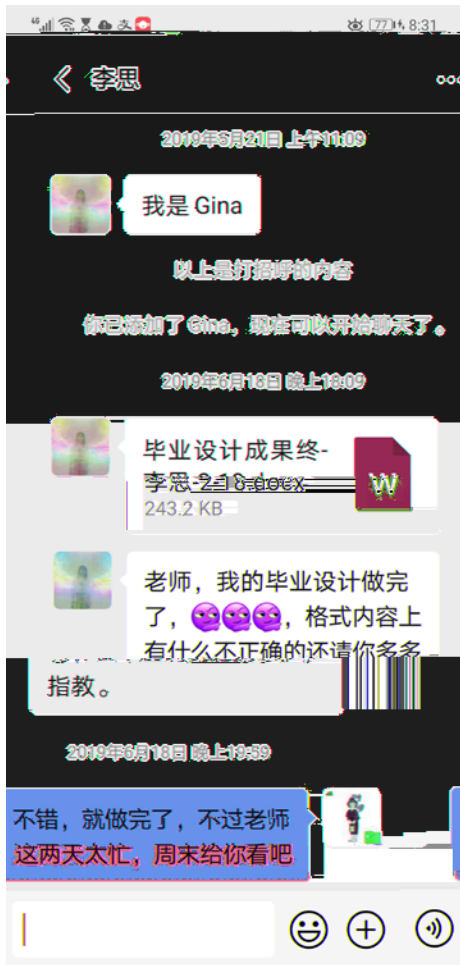 77 8:31
李思
2019年5月21日 上午11:09
我是 Gina
以上是打招呼的内容
你已添加了 Gina，现在可以开始聊天了。
2019年6月18日 晚上18:09
毕业设计成果终-
李思-2-18.docx
W
243.2 KB
老师，我的毕业设计做完
了，，格式内容上
有什么不正确的还请你多多
指教。
2019年6月18日 晚上19:59
不错，就做完了，不过老师
这两天太忙，周末给你看吧